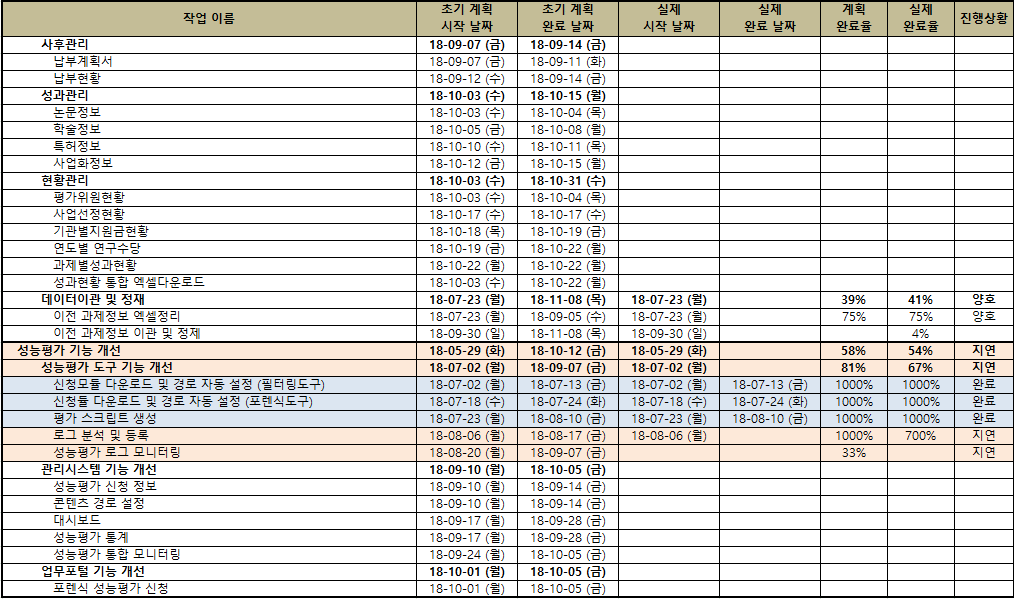 작업 이름 초기 계획 시작 날짜 초기 계획 완료 날짜 실제 시작 날짜 실제 완료 날짜 계획 완료율 실제 완료율 진행상황
사후관리 18-09-07 (금) 18-09-14 (금)
납부계획서 18-09-07 (금) 18-09-11 (화)
납부현황 18-09-12 (수) 18-09-14 (금)
성과관리 18-10-03 (수) 18-10-15 (월)
논문정보 18-10-03 (수) 18-10-04 (목)
학술정보 18-10-05 (금) 18-10-08 (월)
특허정보 18-10-10 (수) 18-10-11 (목)
사업화정보 18-10-12 (금) 18-10-15 (월)
현황관리 18-10-03 (수) 18-10-31 (수)
평가위원현황 18-10-03 (수) 18-10-04 (목)
사업선정현황 18-10-17 (수) 18-10-17 (수)
기관별지원금현황 18-10-18 (목) 18-10-19 (금)
연도별 연구수당 18-10-19 (금) 18-10-22 (월)
과제별성과현황 18-10-22 (월) 18-10-22 (월)
성과현황 통합 엑셀다운로드 18-10-03 (수) 18-10-22 (월)
데이터이관 및 정재 18-07-23 (월) 18-11-08 (목) 18-07-23 (월) 39% 41% 양호
이전 과제정보 엑셀정리 18-07-23 (월) 18-09-05 (수) 18-07-23 (월) 75% 75% 양호
이전 과제정보 이관 및 정제 18-09-30 (일) 18-11-08 (목) 18-09-30 (일) 4%
성능평가 기능 개선 18-05-29 (화) 18-10-12 (금) 18-05-29 (화) 58% 54% 지연
성능평가 도구 기능 개선 18-07-02 (월) 18-09-07 (금) 18-07-02 (월) 81% 67% 지연
신청모듈 다운로드 및 경로 자동 설정 (필터링도구) 18-07-02 (월) 18-07-13 (금) 18-07-02 (월) 18-07-13 (금) 1000% 1000% 완료
신청듈 다운로드 및 경로 자동 설정 (포렌식도구) 18-07-18 (수) 18-07-24 (화) 18-07-18 (수) 18-07-24 (화) 1000% 1000% 완료
평가 스크립트 생성 18-07-23 (월) 18-08-10 (금) 18-07-23 (월) 18-08-10 (금) 1000% 1000% 완료
로그 분석 및 등록 18-08-06 (월) 18-08-17 (금) 18-08-06 (월) 1000% 700% 지연
성능평가 로그 모니터링 18-08-20 (월) 18-09-07 (금) 33% 지연
관리시스템 기능 개선 18-09-10 (월) 18-10-05 (금)
성능평가 신청 정보 18-09-10 (월) 18-09-14 (금)
콘텐츠 경로 설정 18-09-10 (월) 18-09-14 (금)
대시보드 18-09-17 (월) 18-09-28 (금)
성능평가 통계 18-09-17 (월) 18-09-28 (금)
성능평가 통합 모니터링 18-09-24 (월) 18-10-05 (금)
업무포털 기능 개선 18-10-01 (월) 18-10-05 (금)
포렌식 성능평가 신청 18-10-01 (월) 18-10-05 (금)